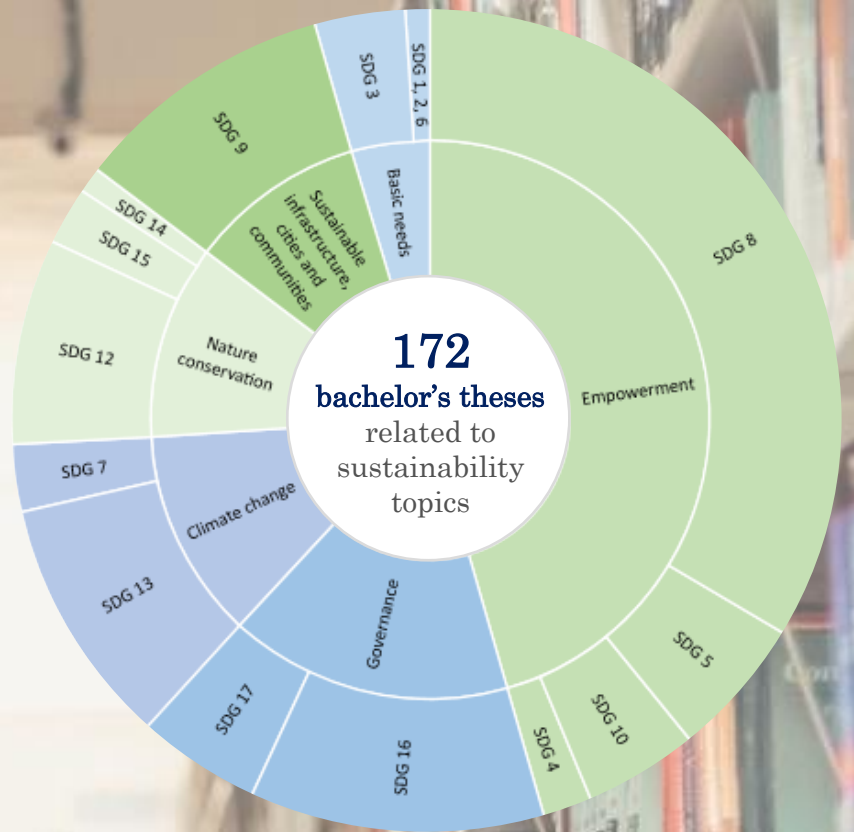 172
bachelor's theses
related to
sustainability
topics
Empowerment
SDG 8
SDG 5
SDG 10
SDG 4
Governance
SDG 16
SDG 17
Climate change
SDG 13
SDG 7
Nature
conservation
SDG 12
SDG 15
SDG 14
Sustainable
infrastructure,
cities and
communities
SDG 9
Basic needs
SDG 3
SDG 1, 2, 6